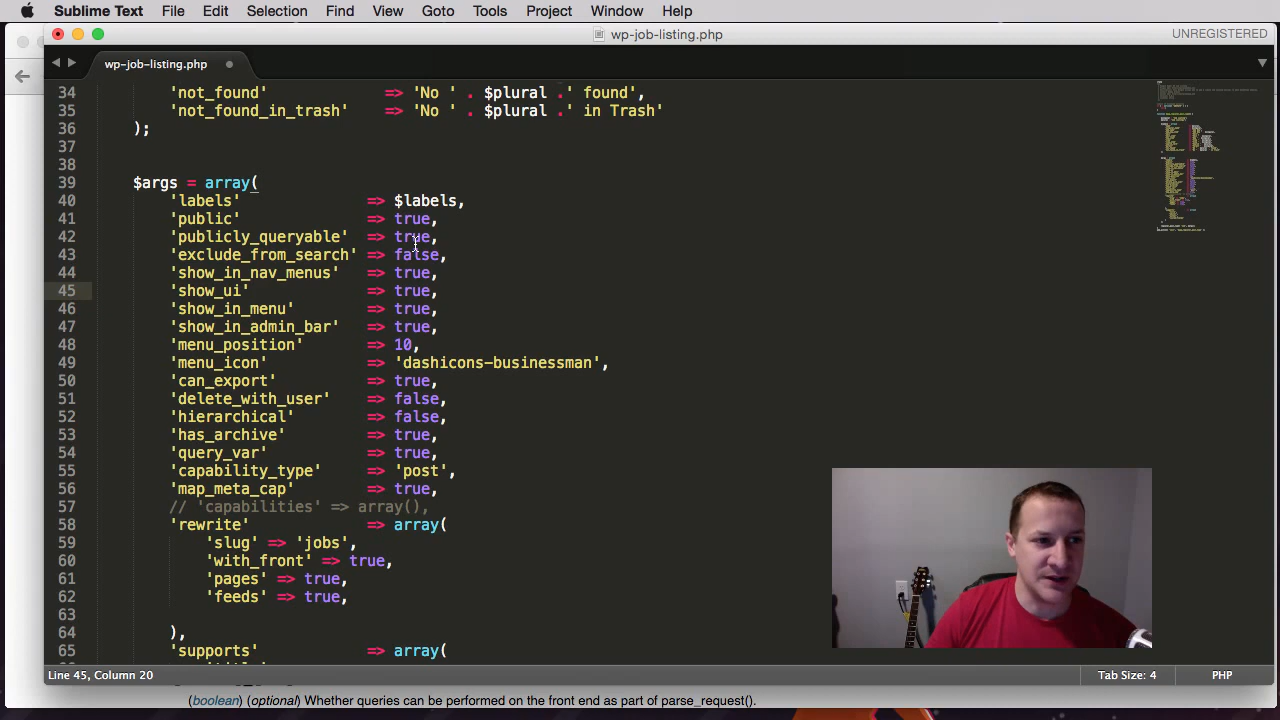 Sublime Text File Edit Selection Find View Goto Tools Project Window Help
wp-job-listing.php
UNREGISTERED
wp-job-listing.php
34 'not_found' => 'No ' . $plural .' found',
35 'not_found_in_trash' => 'No ' . $plural .' in Trash'
36 );
37
38
39 $args = array(
40 'labels' => $labels,
41 'public' => true,
42 'publicly_queryable' => true,
43 'exclude_from_search' => false,
44 'show_in_nav_menus' => true,
45 'show_ui' => true,
46 'show_in_menu' => true,
47 'show_in_admin_bar' => true,
48 'menu_position' => 10,
49 'menu_icon' => 'dashicons-businessman',
50 'can_export' => true,
51 'delete_with_user' => false,
52 'hierarchical' => false,
53 'has_archive' => true,
54 'query_var' => true,
55 'capability_type' => 'post',
56 'map_meta_cap' => true,
57 // 'capabilities' => array(),
58 'rewrite' => array(
59 'slug' => 'jobs',
60 'with_front' => true,
61 'pages' => true,
62 'feeds' => true,
63
64 ),
65 'supports' => array(
Line 45, Column 20
Tab Size: 4
PHP
(boolean) (optional) Whether queries can be performed on the front end as part of parse_request().